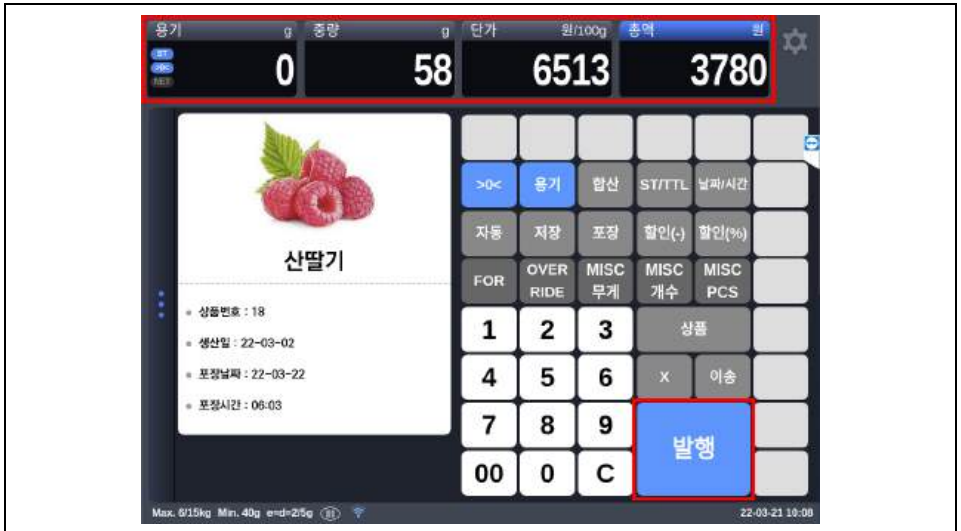 용기 g 중량 g 단가 원/100g 총액 원
ST
>0<
NET
0 58 6513 3780
>0< 용기 합산 ST/TTL 날짜/시간
자동 저장 포장 할인(-) 할인(%)
산딸기
FOR OVER RIDE MISC 무게 MISC 개수 MISC PCS
상품번호 : 18
생산일 : 22-03-02
포장날짜 : 22-03-22
포장시간 : 06:03
1 2 3 상품
4 5 6 X 이송
7 8 9
발행
00 0 C
Max. 6/15kg Min. 40g e=d=2/5g
22-03-21 10:08